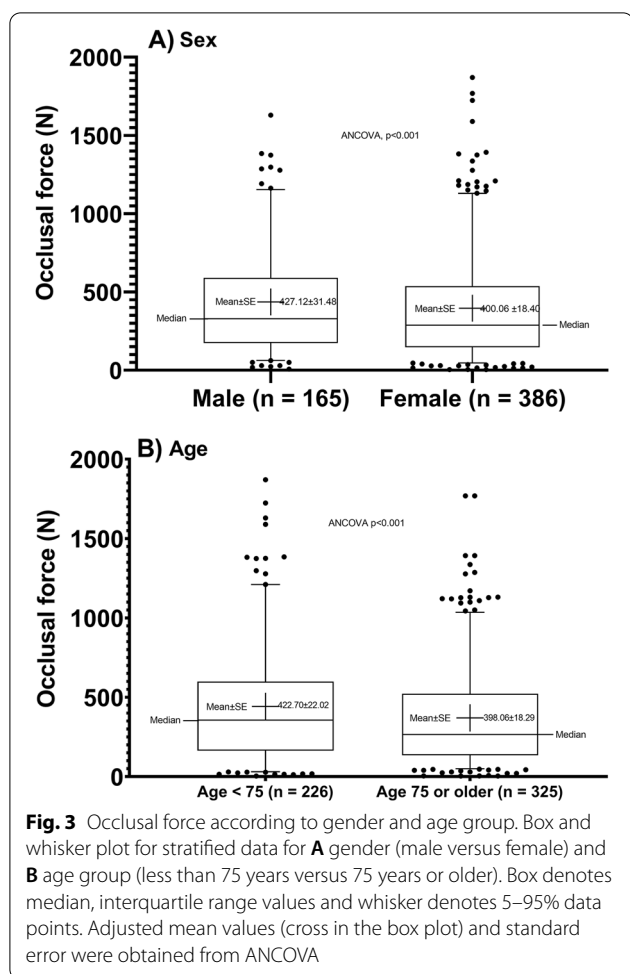 A) Sex
2000
ANCOVA, p<0.001
1500
Occlusal force (N)
1000
500
Mean±SE 427.12±31.48 Mean±SE 400.06 ±18.40
Median Median
0
Male (n = 165) Female (n = 386)
B) Age
2000
ANCOVA p<0.001
1500
Occlusal force (N)
1000
500
Mean±SE 422.70±22.02 Mean±SE 398.06±18.29
Median Median
0
Age < 75 (n = 226) Age 75 or older (n = 325)
Fig. 3 Occlusal force according to gender and age group. Box and
whisker plot for stratified data for A gender (male versus female) and
B age group (less than 75 years versus 75 years or older). Box denotes
median, interquartile range values and whisker denotes 5–95% data
points. Adjusted mean values (cross in the box plot) and standard
error were obtained from ANCOVA